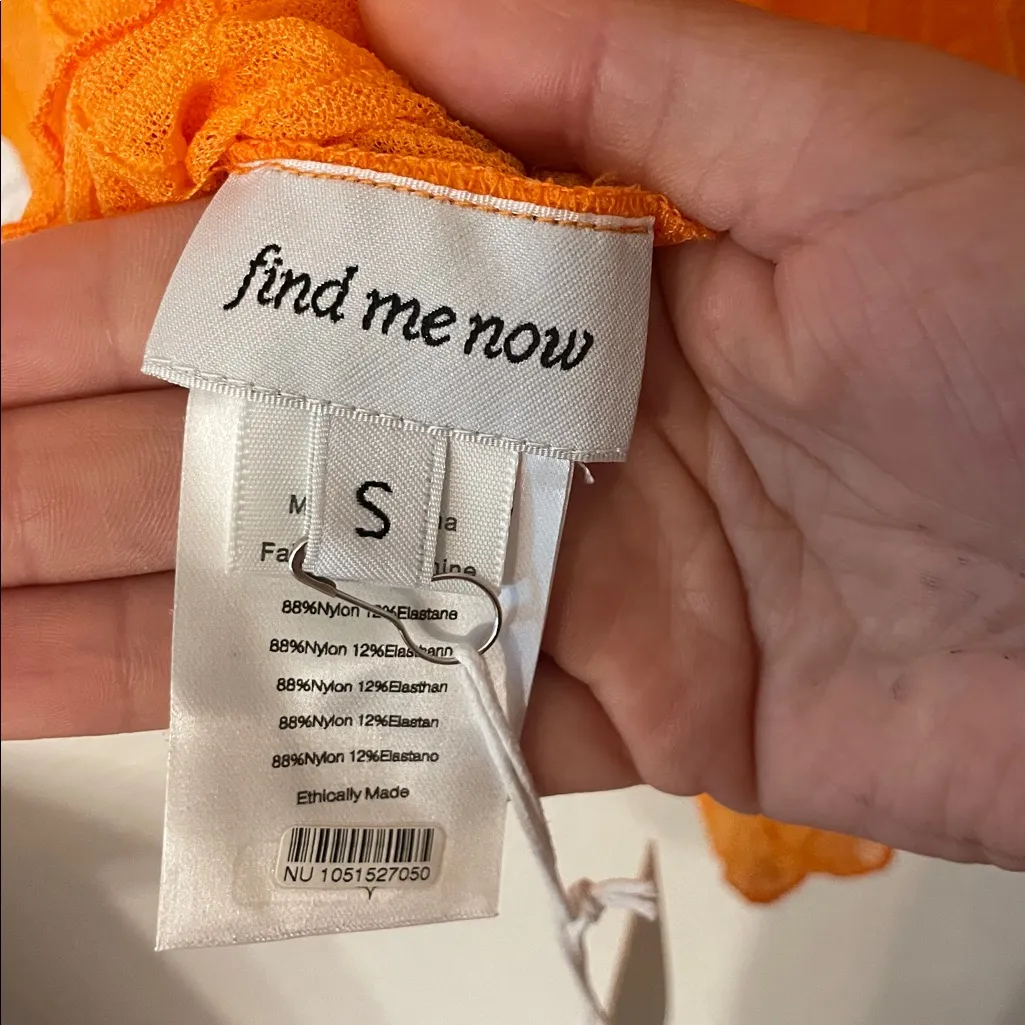 find me now
S
88%Nylon 12%Elastane
88%Nylon 12%Elasthann
88%Nylon 12%Elasthan
88%Nylon 12%Elastan
88%Nylon 12%Elastano
Ethically Made
NU 1051527050